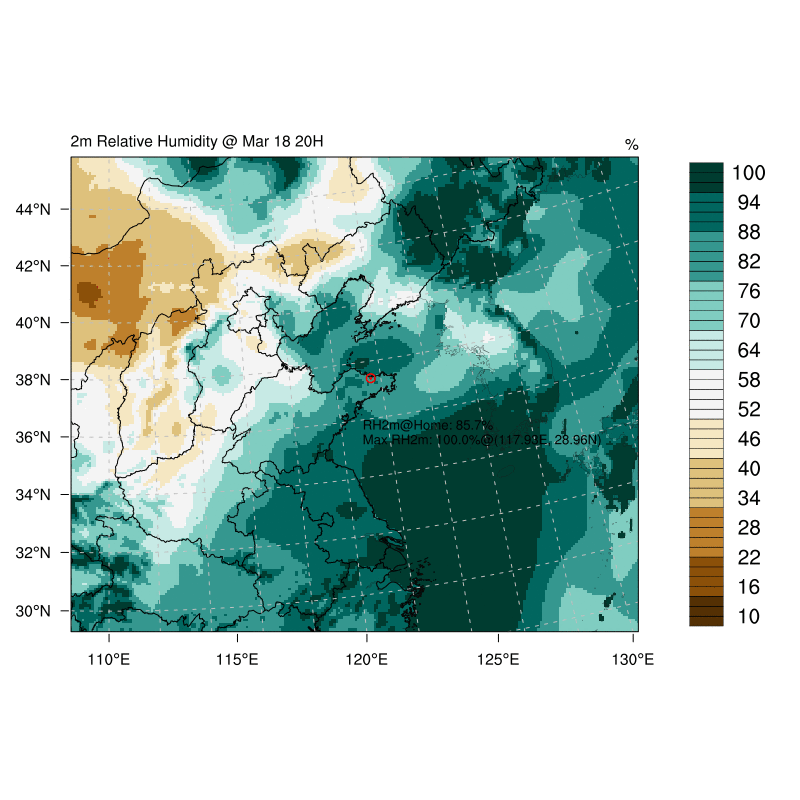 2m Relative Humidity @ Mar 18 20H
%
100
94
88
82
76
70
64
58
52
46
40
34
28
22
16
10
44°N
42°N
40°N
38°N
36°N
34°N
32°N
30°N
RH2m@Home: 85.7%
Max RH2m: 100.0%@(117.93E, 28.96N)
110°E 115°E 120°E 125°E 130°E